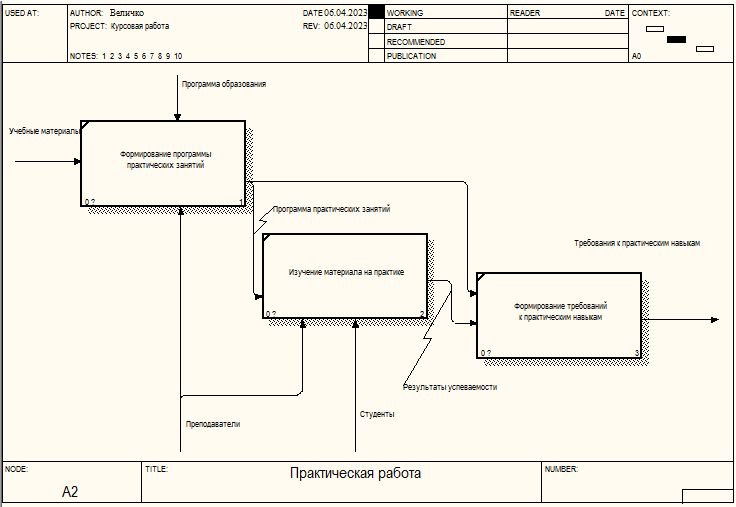 USED AT:
AUTHOR: Величко
DATE 06.04.2023
WORKING
READER
DATE
CONTEXT:
PROJECT: Курсовая работа
REV: 06.04.2023
DRAFT
RECOMMENDED
NOTES: 1 2 3 4 5 6 7 8 9 10
PUBLICATION
A0
Программа образования
Учебные материалы
Формирование программы
практических занятий
0 ?
1
Программа практических занятий
Требования к практическим навыкам
Изучение материала на практике
0 ?
2
Формирование требований
к практическим навыкам
0 ?
3
Результаты успеваемости
Студенты
Преподаватели
NODE:
TITLE:
NUMBER:
Практическая работа
A2